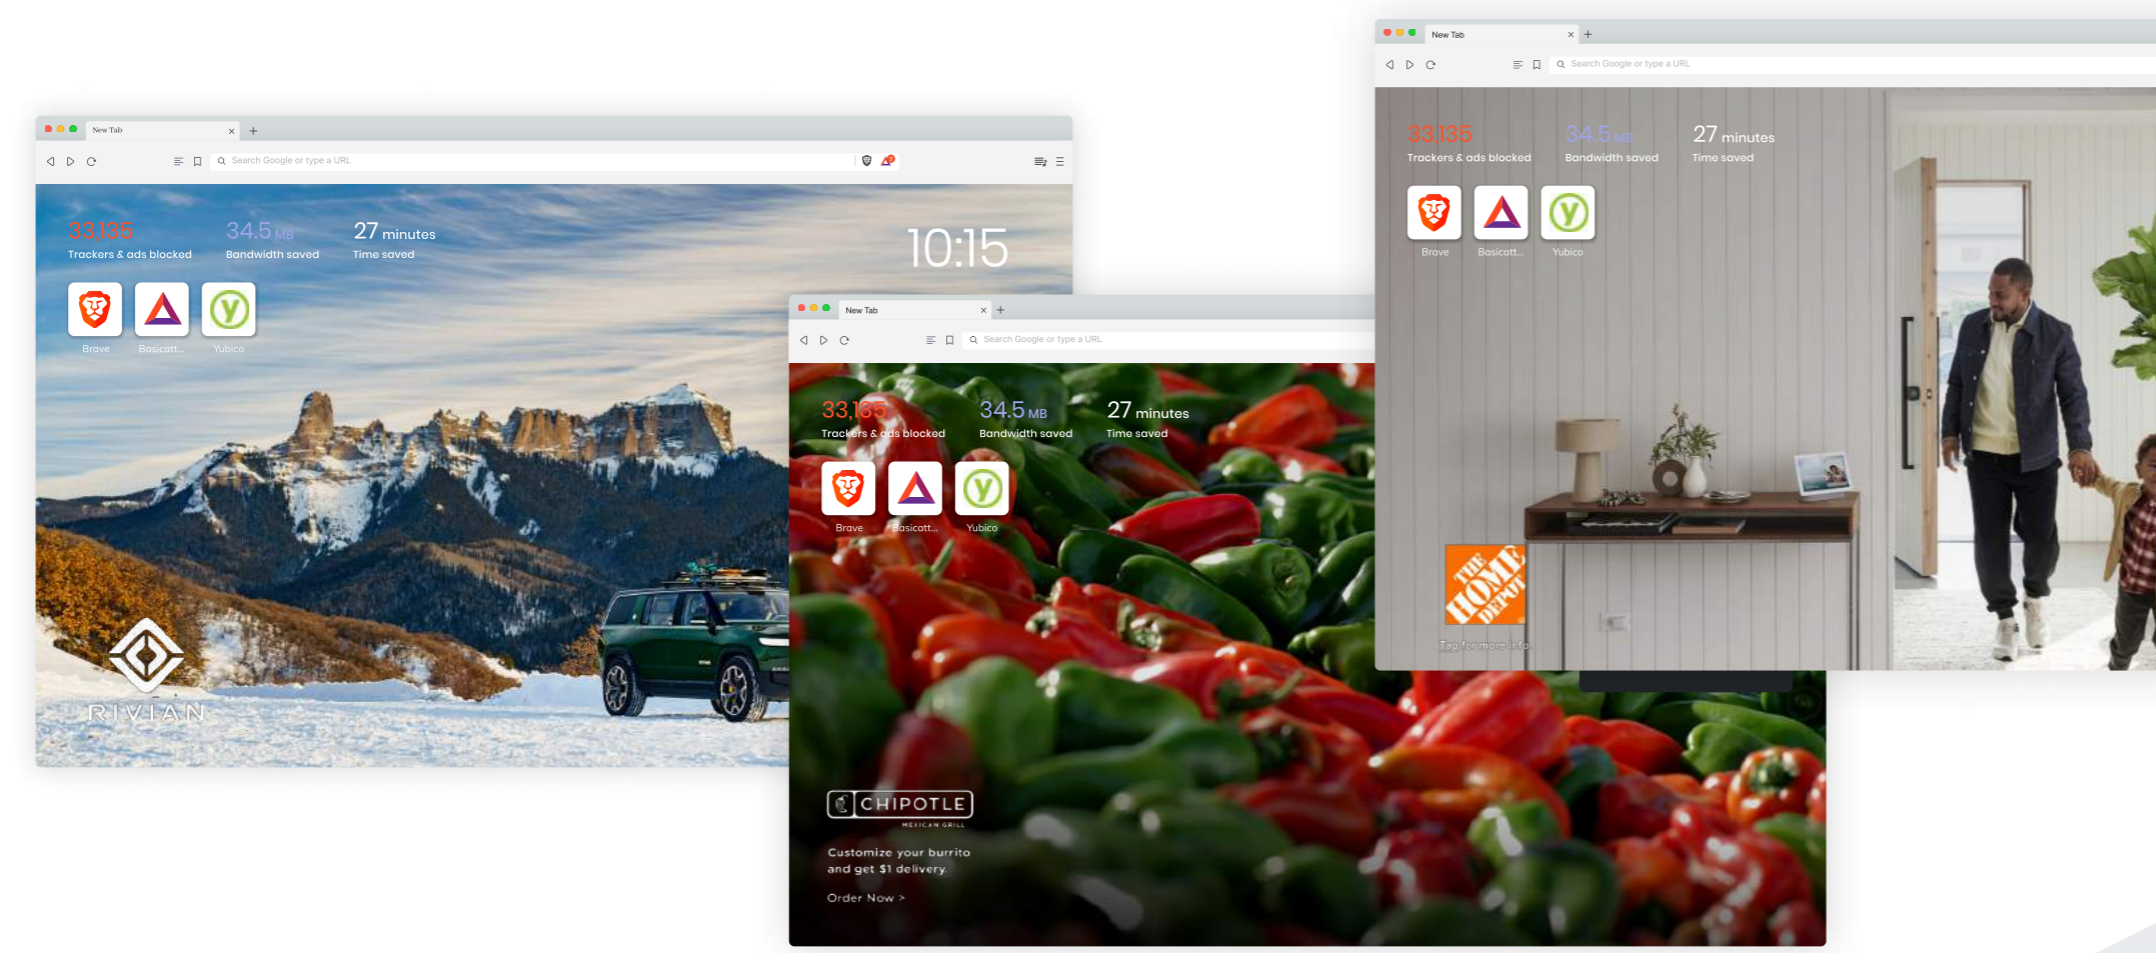 New Tab
Search Google or type a URL
33,135
34.5 MB
27 minutes
Trackers & ads blocked
Bandwidth saved
Time saved
10:15
Brave
Basicatt...
Yubico
RIVIAN
New Tab
Search Google or type a URL
33,135
34.5 MB
27 minutes
Trackers & ads blocked
Bandwidth saved
Time saved
Brave
Basicatt...
Yubico
CHIPOTLE
MEXICAN GRILL
Customize your burrito
and get $1 delivery.
Order Now >
New Tab
Search Google or type a URL
33,135
34.5 MB
27 minutes
Trackers & ads blocked
Bandwidth saved
Time saved
Brave
Basicatt...
Yubico
THE
HOME
DEPOT
Tap for more info